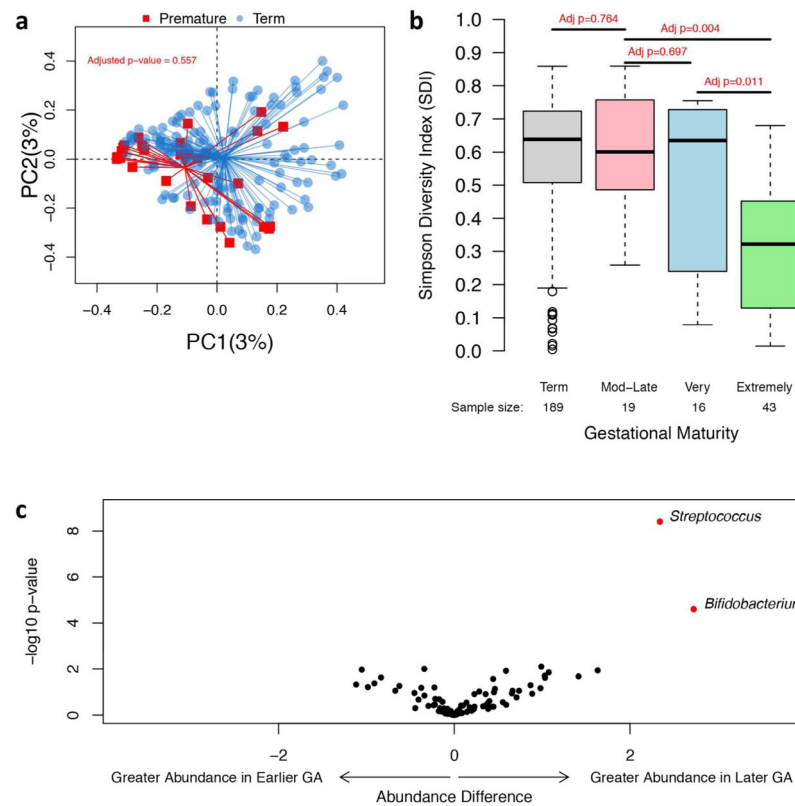 a
Premature Term
Adjusted p-value = 0.557
PC2(3%)
0.4
0.2
0.0
−0.2
−0.4
−0.4 −0.2 0.0 0.2 0.4
PC1(3%)
b
Adj p=0.764
Adj p=0.004
Adj p=0.697
Adj p=0.011
Simpson Diversity Index (SDI)
1.0
0.9
0.8
0.7
0.6
0.5
0.4
0.3
0.2
0.1
0.0
Term Mod−Late Very Extremely
Sample size: 189 19 16 43
Gestational Maturity
c
Streptococcus
Bifidobacterium
−log10 p−value
8
6
4
2
0
−2 0 2
Greater Abundance in Earlier GA Greater Abundance in Later GA
Abundance Difference